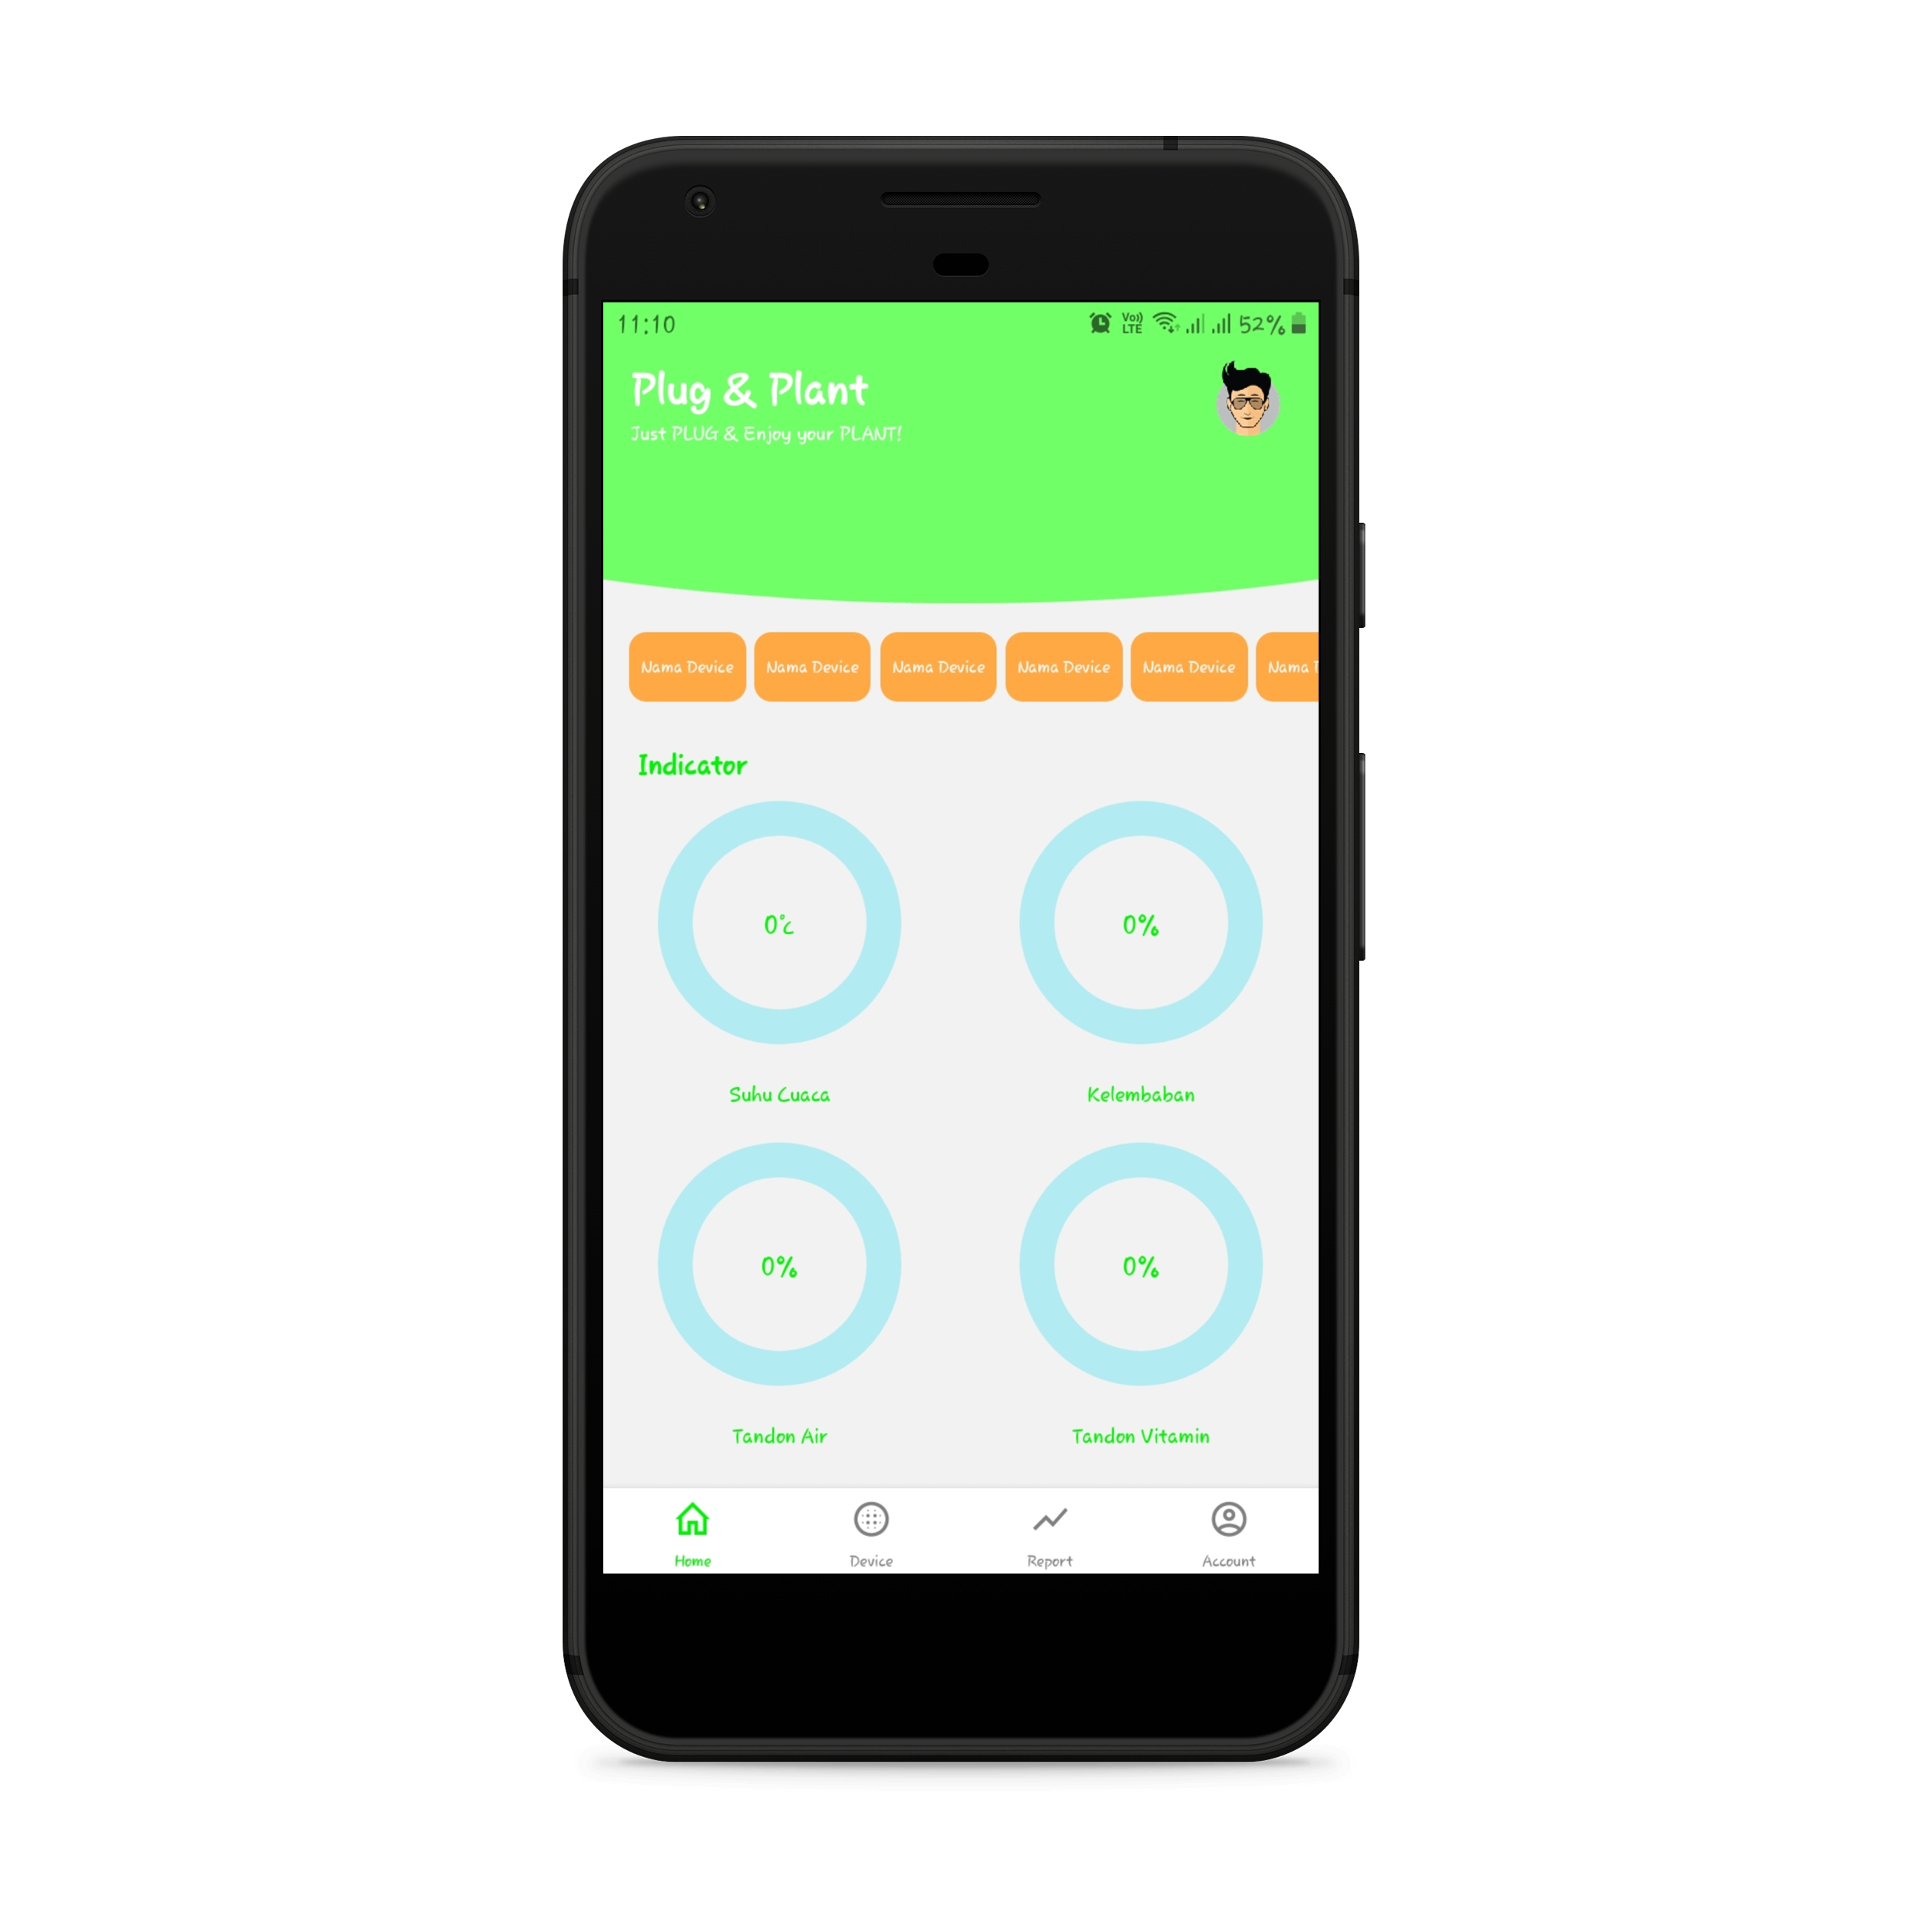 11:10 Vo)) LTE 52%
Plug & Plant
Just PLUG & Enjoy your PLANT!
Nama Device Nama Device Nama Device Nama Device Nama Device Nama
Indicator
0°c 0%
Suhu Cuaca Kelembaban
0% 0%
Tandon Air Tandon Vitamin
Home Device Report Account